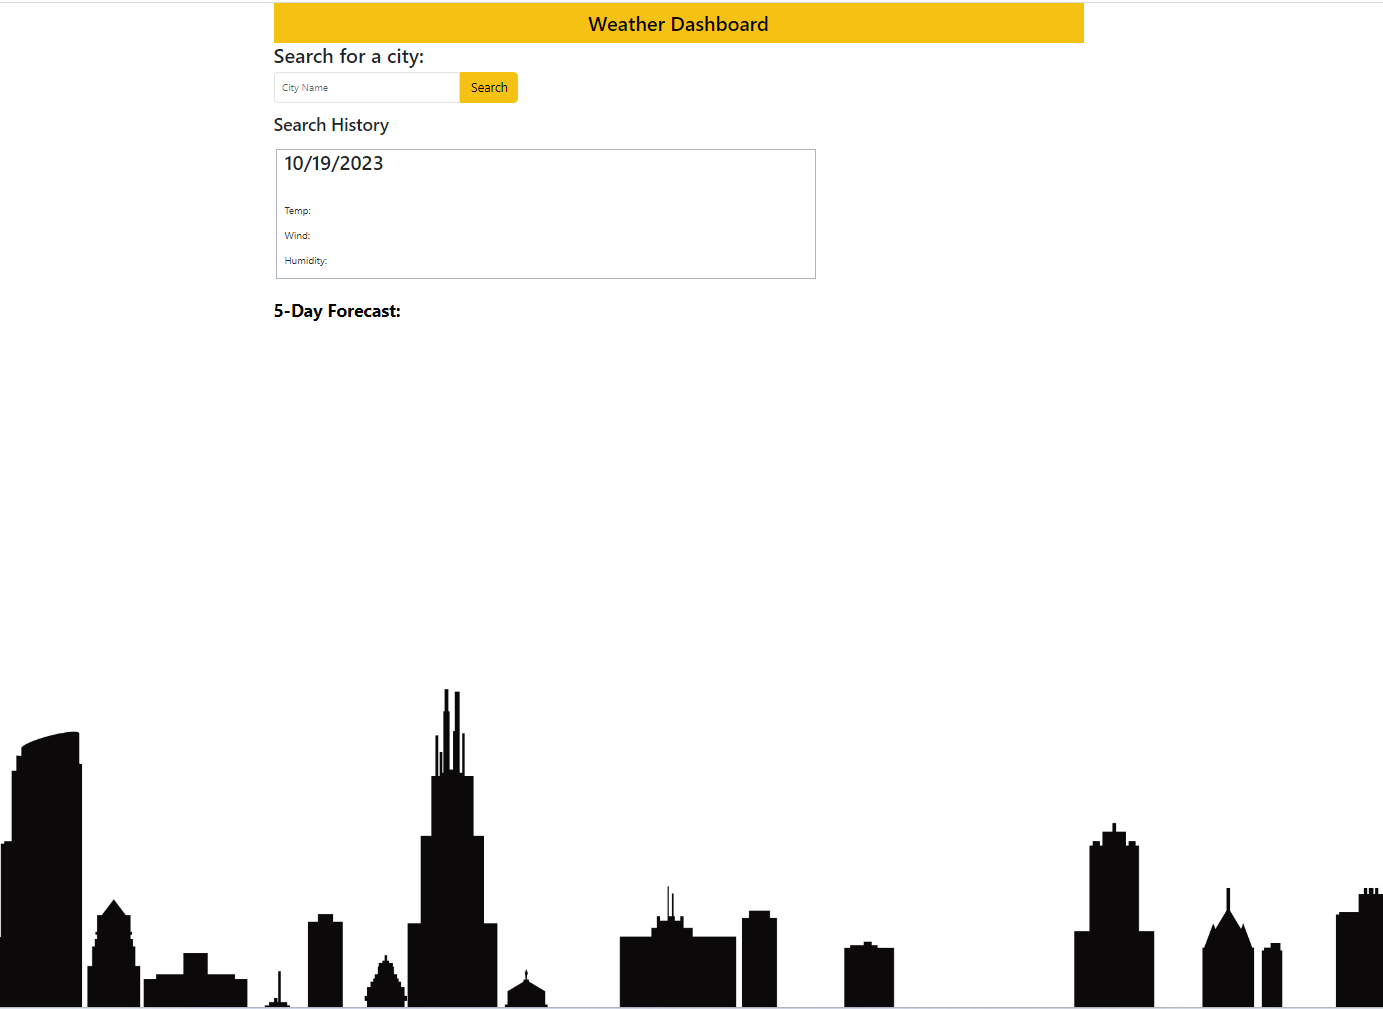 Weather Dashboard
Search for a city:
City Name
Search
Search History
10/19/2023
Temp:
Wind:
Humidity:
5-Day Forecast: